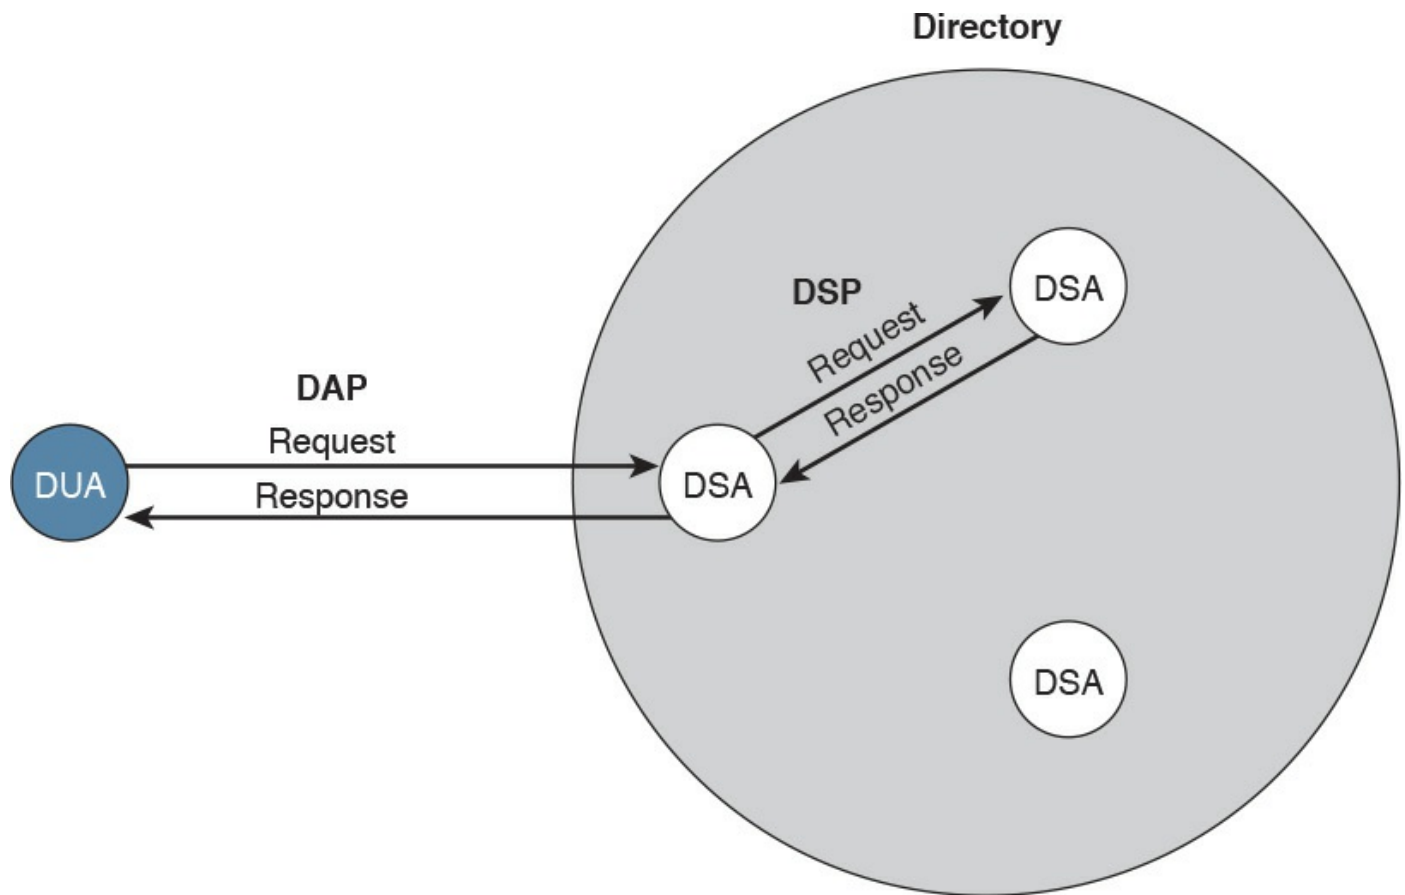 Directory
DSA
DSP
Request
Response
DAP
Request
DUA
DSA
Response
DSA